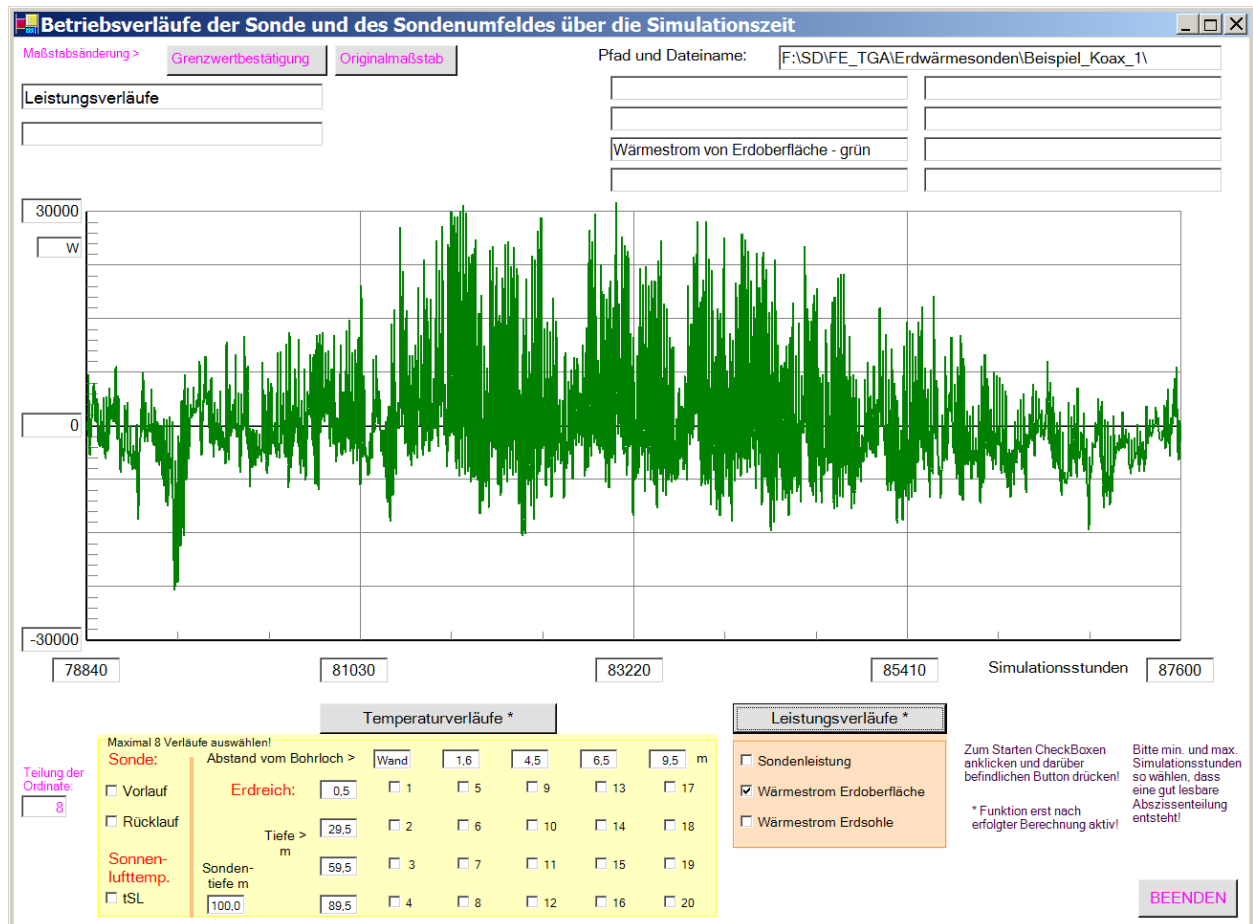 Betriebsverläufe der Sonde und des Sondenumfeldes über die Simulationszeit
Maßstabsänderung >
Grenzwertbestätigung
Originalmaßstab
Pfad und Dateiname:
F:\SD\FE_TGA\Erdwärmesonden\Beispiel_Koax_1\
Leistungsverläufe
Wärmestrom von Erdoberfläche - grün
30000
W
0
-30000
78840
81030
83220
85410
Simulationsstunden
87600
Temperaturverläufe *
Leistungsverläufe *
Teilung der
Ordinate:
8
Maximal 8 Verläufe auswählen!
Sonde:
Vorlauf
Rücklauf
Sonnen-
lufttemp.
tSL
Abstand vom Bohrloch > Wand 1,6 4,5 6,5 9,5 m
Erdreich: 0,5 1 5 9 13 17
Tiefe > 29,5 2 6 10 14 18
m
Sonden- 59,5 3 7 11 15 19
tiefe m
100,0 89,5 4 8 12 16 20
Sondenleistung
Wärmestrom Erdoberfläche
Wärmestrom Erdsohle
Zum Starten CheckBoxen
anklicken und darüber
befindlichen Button drücken!
* Funktion erst nach
erfolgter Berechnung aktiv!
Bitte min. und max.
Simulationsstunden
so wählen, dass
eine gut lesbare
Abszissenteilung
entsteht!
BEENDEN